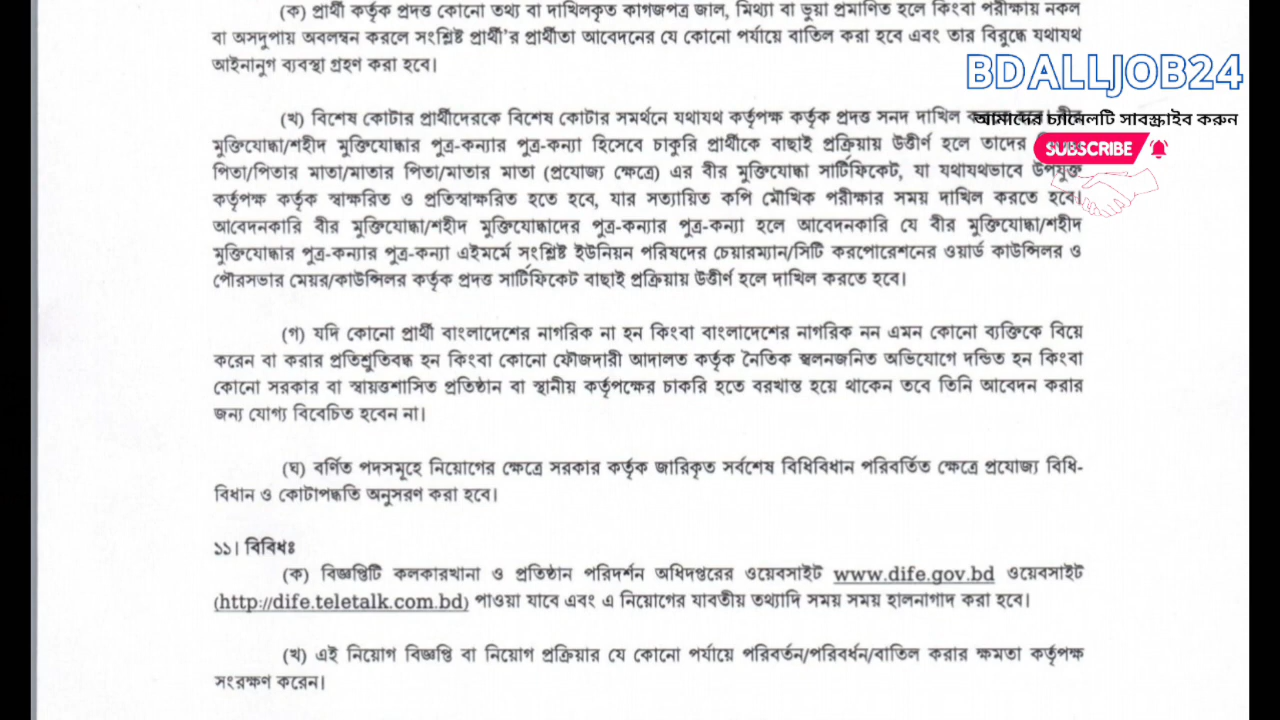 (ক) প্রার্থী কর্তৃক প্রদত্ত কোনো তথ্য বা দাখিলকৃত কাগজপত্র জাল, মিথ্যা বা ভুয়া প্রমাণিত হলে কিংবা পরীক্ষায় নকল
বা অসদুপায় অবলম্বন করলে সংশ্লিষ্ট প্রার্থী'র প্রার্থীতা আবেদনের যে কোনো পর্যায়ে বাতিল করা হবে এবং তার বিরুদ্ধে যথাযথ
আইনানুগ ব্যবস্থা গ্রহণ করা হবে।
BDALLJOB24
আমাদের চ্যানেলটি সাবস্ক্রাইব করুন
SUBSCRIBE
(খ) বিশেষ কোটার প্রার্থীদেরকে বিশেষ কোটার সমর্থনে যথাযথ কর্তৃপক্ষ কর্তৃক প্রদত্ত সনদ দাখিল
মুক্তিযোদ্ধা/শহীদ মুক্তিযোদ্ধার পুত্র-কন্যার পুত্র-কন্যা হিসেবে চাকুরি প্রার্থীকে বাছাই প্রক্রিয়ায় উত্তীর্ণ হলে তাদের
পিতা/পিতার মাতা/মাতার পিতা/মাতার মাতা (প্রযোজ্য ক্ষেত্রে) এর বীর মুক্তিযোদ্ধা সার্টিফিকেট, যা যথাযথভাবে উপযুক্ত
কর্তৃপক্ষ কর্তৃক স্বাক্ষরিত ও প্রতিস্বাক্ষরিত হতে হবে, যার সত্যায়িত কপি মৌখিক পরীক্ষার সময় দাখিল করতে হবে।
আবেদনকারি বীর মুক্তিযোদ্ধা/শহীদ মুক্তিযোদ্ধাদের পুত্র-কন্যার পুত্র-কন্যা হলে আবেদনকারি যে বীর মুক্তিযোদ্ধা/শহীদ
মুক্তিযোদ্ধার পুত্র-কন্যার পুত্র-কন্যা এইমর্মে সংশ্লিষ্ট ইউনিয়ন পরিষদের চেয়ারম্যান/সিটি করপোরেশনের ওয়ার্ড কাউন্সিলর ও
পৌরসভার মেয়র/কাউন্সিলর কর্তৃক প্রদত্ত সার্টিফিকেট বাছাই প্রক্রিয়ায় উত্তীর্ণ হলে দাখিল করতে হবে।
(গ) যদি কোনো প্রার্থী বাংলাদেশের নাগরিক না হন কিংবা বাংলাদেশের নাগরিক নন এমন কোনো ব্যক্তিকে বিয়ে
করেন বা করার প্রতিশ্রুতিবদ্ধ হন কিংবা কোনো ফৌজদারী আদালত কর্তৃক নৈতিক স্খলনজনিত অভিযোগে দন্ডিত হন কিংবা
কোনো সরকার বা স্বায়ত্তশাসিত প্রতিষ্ঠান বা স্থানীয় কর্তৃপক্ষের চাকরি হতে বরখাস্ত হয়ে থাকেন তবে তিনি আবেদন করার
জন্য যোগ্য বিবেচিত হবেন না।
(ঘ) বর্ণিত পদসমূহে নিয়োগের ক্ষেত্রে সরকার কর্তৃক জারিকৃত সর্বশেষ বিধিবিধান পরিবর্তিত ক্ষেত্রে প্রযোজ্য বিধি-
বিধান ও কোটাপদ্ধতি অনুসরণ করা হবে।
১১। বিবিধঃ
(ক) বিজ্ঞপ্তিটি কলকারখানা ও প্রতিষ্ঠান পরিদর্শন অধিদপ্তরের ওয়েবসাইট www.dife.gov.bd ওয়েবসাইট
(http://dife.teletalk.com.bd) পাওয়া যাবে এবং এ নিয়োগের যাবতীয় তথ্যাদি সময় সময় হালনাগাদ করা হবে।
(খ) এই নিয়োগ বিজ্ঞপ্তি বা নিয়োগ প্রক্রিয়ার যে কোনো পর্যায়ে পরিবর্তন/পরিবর্ধন/বাতিল করার ক্ষমতা কর্তৃপক্ষ
সংরক্ষণ করেন।